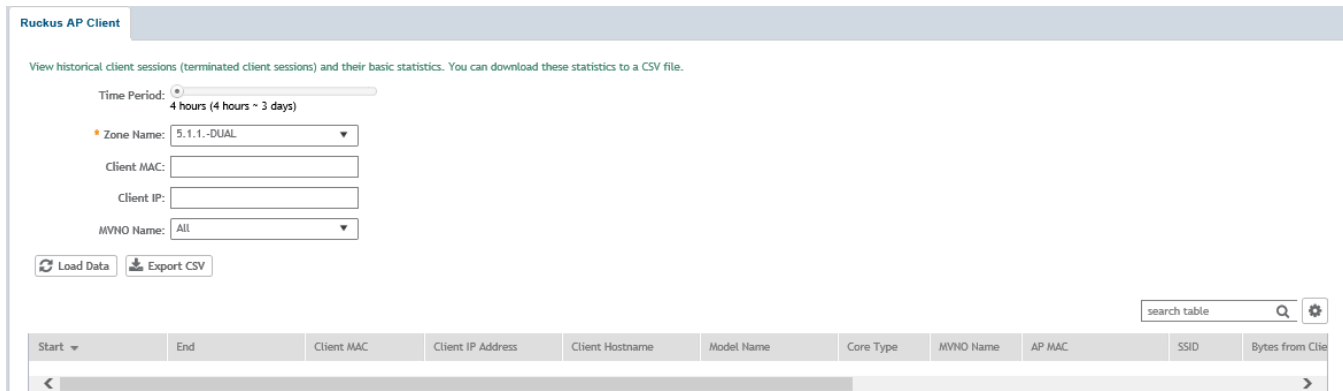 Ruckus AP Client
View historical client sessions (terminated client sessions) and their basic statistics. You can download these statistics to a CSV file.
Time Period:
4 hours (4 hours ~ 3 days)
* Zone Name: 5.1.1.-DUAL
Client MAC:
Client IP:
MVNO Name: All
Load Data Export CSV
search table
Start End Client MAC Client IP Address Client Hostname Model Name Core Type MVNO Name AP MAC SSID Bytes from Clie